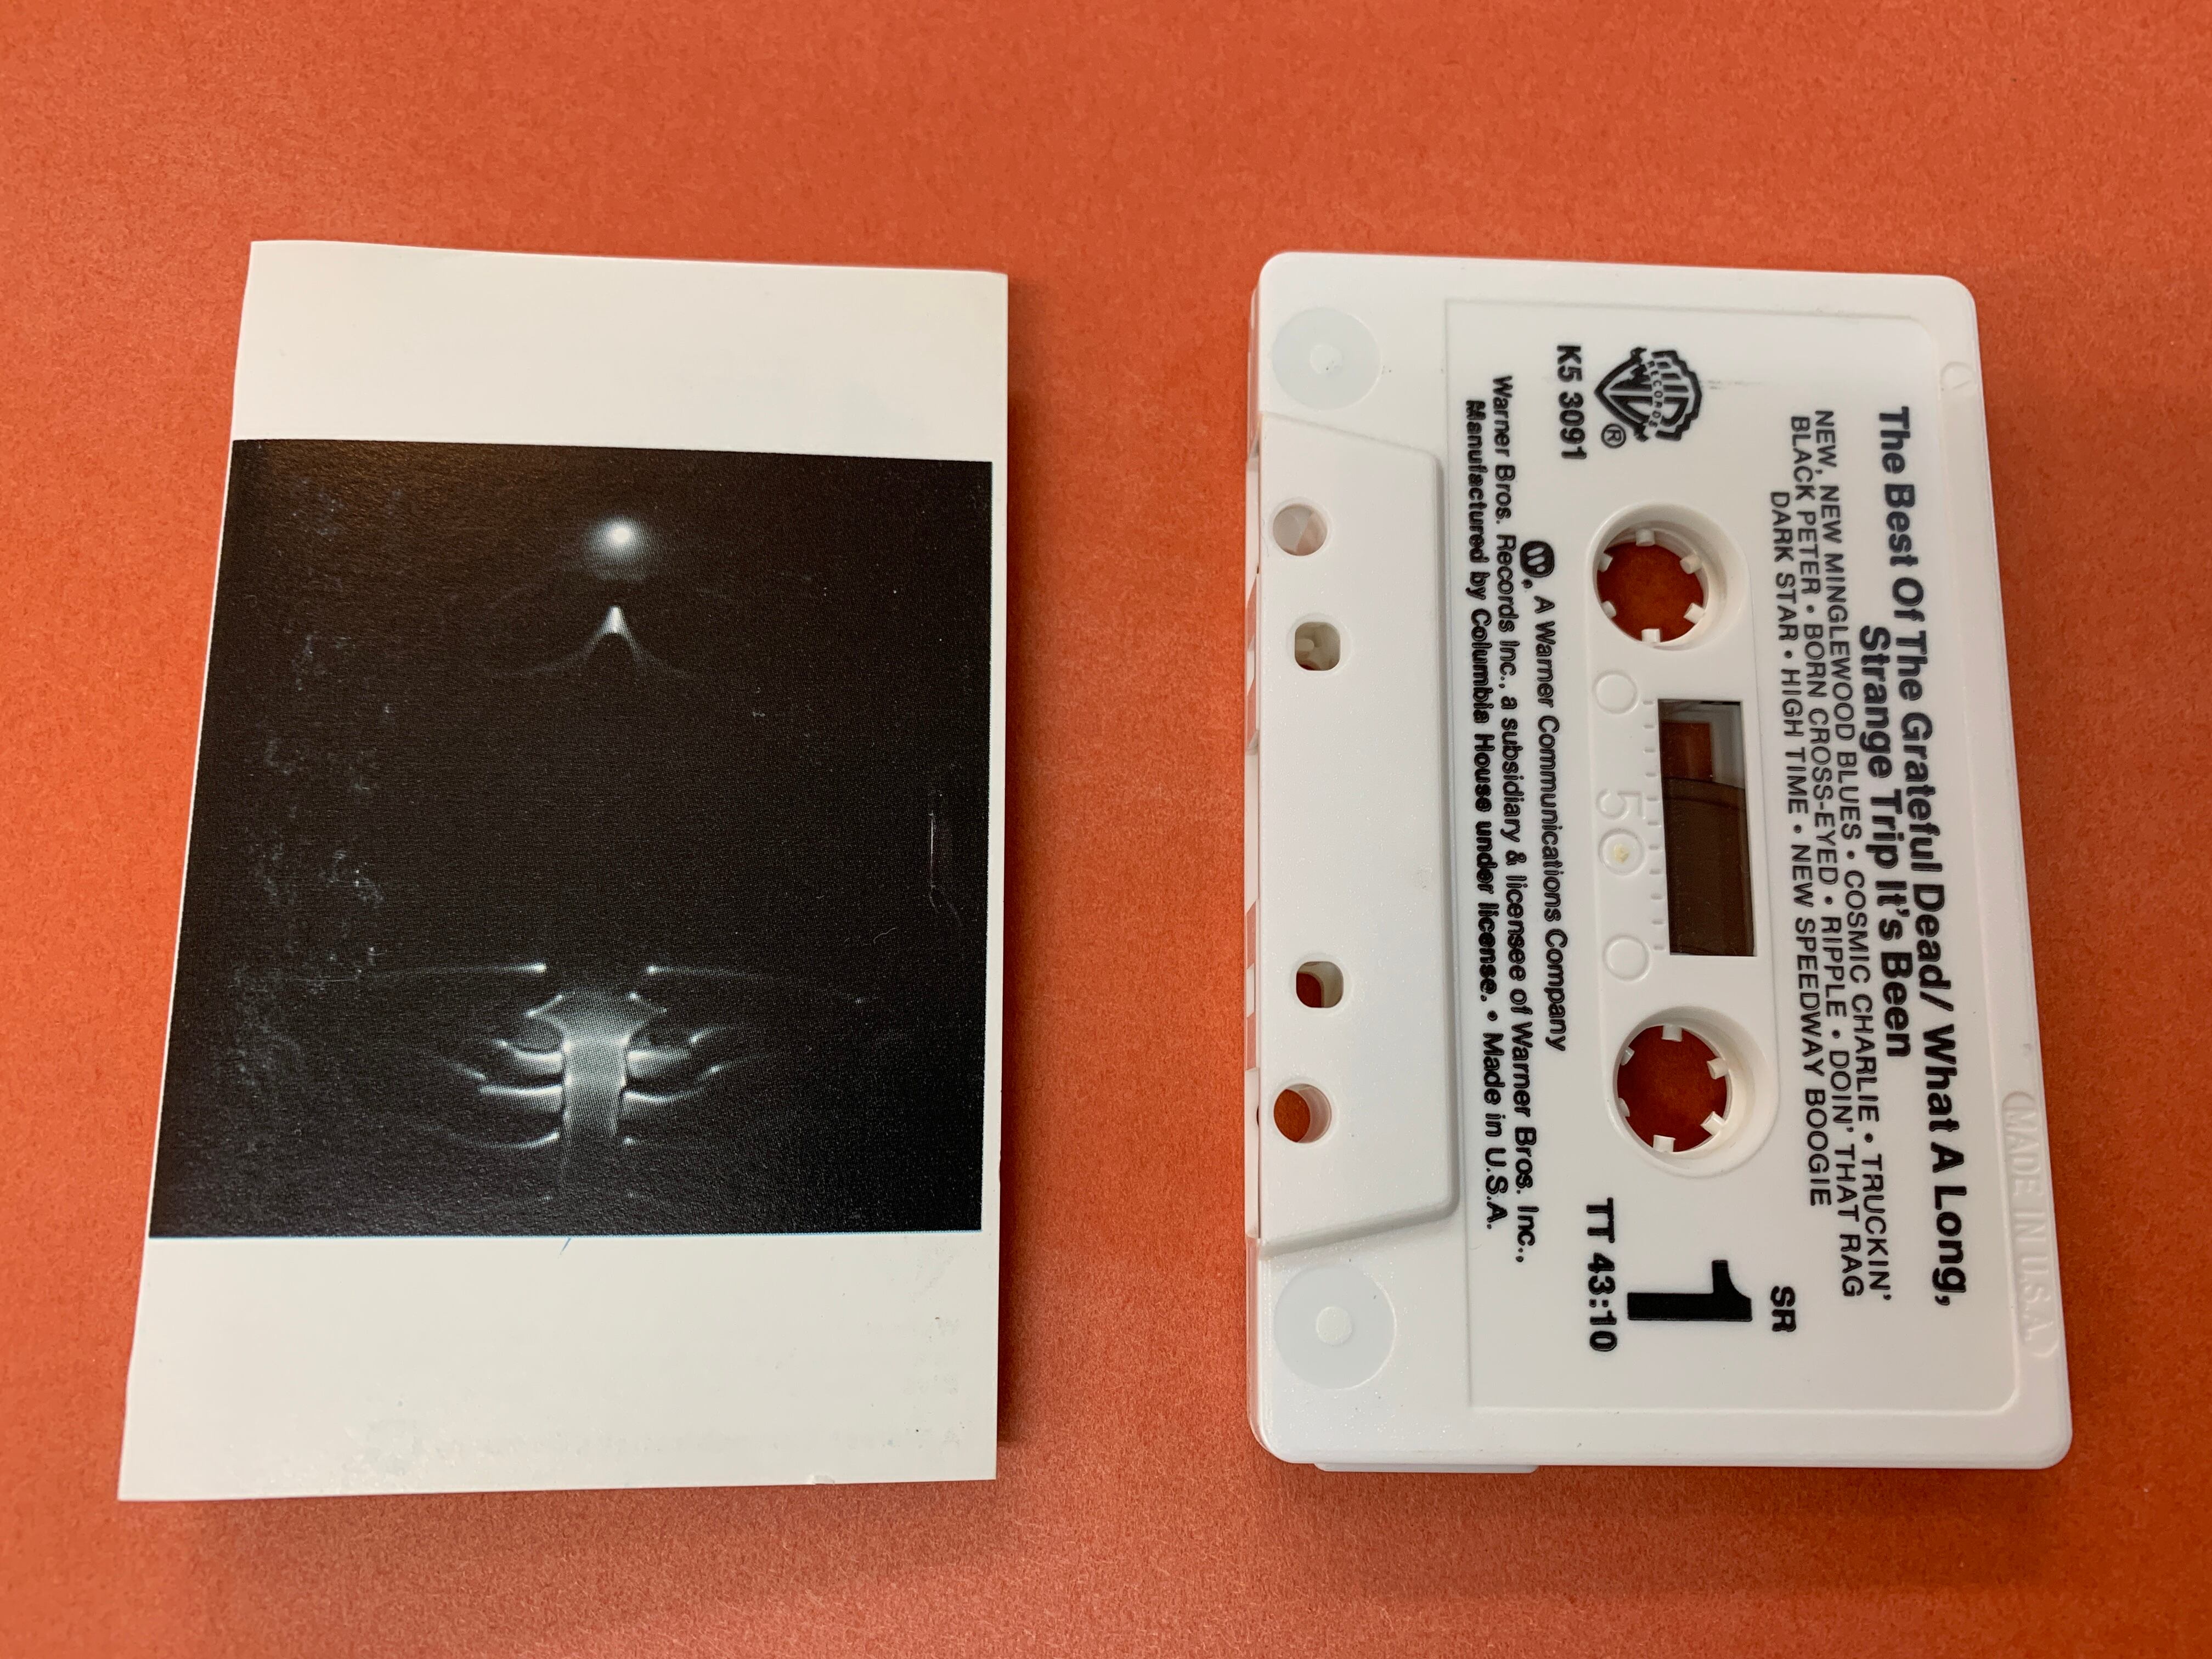 The Best Of The Grateful Dead/ What A Long,
Strange Trip It's Been
NEW, NEW MINGLEWOOD BLUES • COSMIC CHARLIE • TRUCKIN'
BLACK PETER • BORN CROSS-EYED • RIPPLE • DOIN' THAT RAG
DARK STAR • HIGH TIME • NEW SPEEDWAY BOOGIE
WB
RECORDS
®
K5 3091
SR
1
TT 43:10
50
A Warner Communications Company
Warner Bros. Records Inc., a subsidiary & licensee of Warner Bros. Inc.,
Manufactured by Columbia House under license. • Made in U.S.A.
MADE IN U.S.A.